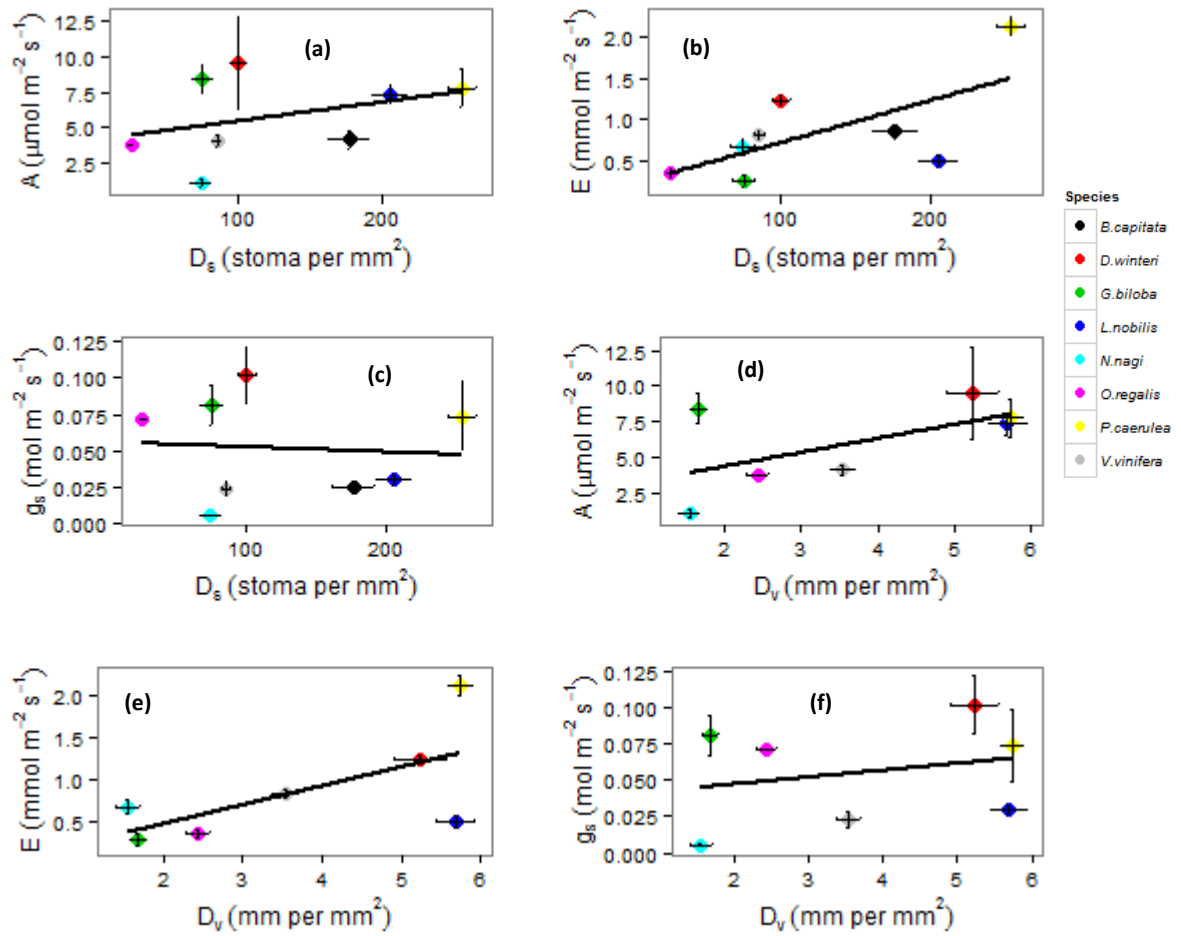 (a)
A (μmol m⁻² s⁻¹)
12.5
10.0
7.5
5.0
2.5
100 200
Dₛ (stoma per mm²)
(b)
E (mmol m⁻² s⁻¹)
2.0
1.5
1.0
0.5
100 200
Dₛ (stoma per mm²)
Species
B.capitata
D.winteri
G.biloba
L.nobilis
N.nagi
O.regalis
P.caerulea
V.vinifera
(c)
gₛ (mol m⁻² s⁻¹)
0.125
0.100
0.075
0.050
0.025
0.000
100 200
Dₛ (stoma per mm²)
(d)
A (μmol m⁻² s⁻¹)
12.5
10.0
7.5
5.0
2.5
2 3 4 5 6
Dᵥ (mm per mm²)
(e)
E (mmol m⁻² s⁻¹)
2.0
1.5
1.0
0.5
2 3 4 5 6
Dᵥ (mm per mm²)
(f)
gₛ (mol m⁻² s⁻¹)
0.125
0.100
0.075
0.050
0.025
0.000
2 3 4 5 6
Dᵥ (mm per mm²)